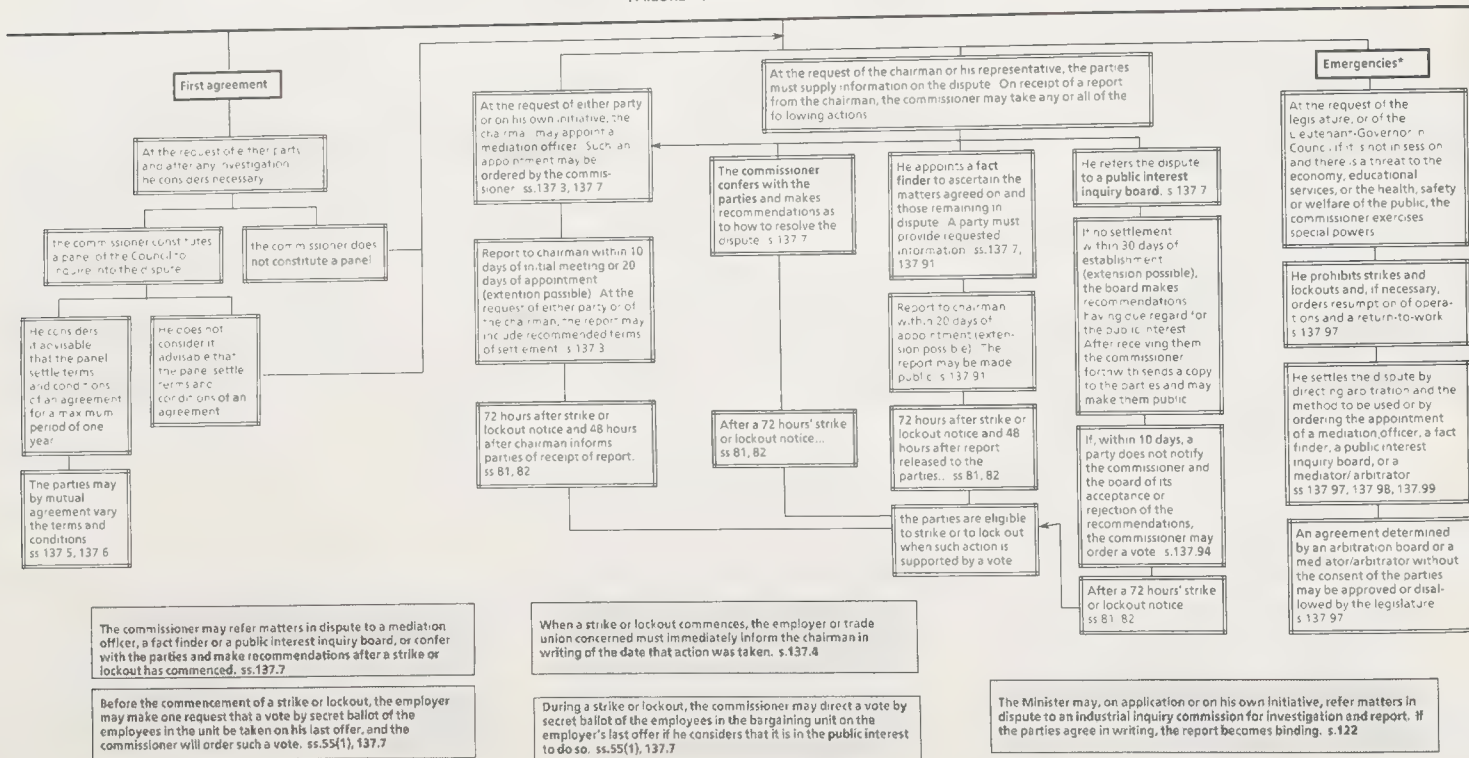 First agreement
At the request of either party
and after any investigation
he considers necessary
the commissioner constitutes
a panel of the Council to
inquire into the dispute
the commissioner does
not constitute a panel
He considers
it advisable
that the panel
settle terms
and conditions
of an agreement
for a maximum
period of one
year
He does not
consider it
advisable that
the panel settle
terms and
conditions of an
agreement
The parties may
by mutual
agreement vary
the terms and
conditions
ss 137 5, 137 6
At the request of either party
or on his own initiative, the
chairman may appoint a
mediation officer Such an
appointment may be
ordered by the commis-
sioner ss.137 3, 137 7
Report to chairman within 10
days of initial meeting or 20
days of appointment
(extention possible) At the
request of either party or of
the chairman, the report may
include recommended terms
of settlement s 137 3
72 hours after strike or
lockout notice and 48 hours
after chairman informs
parties of receipt of report.
ss 81, 82
At the request of the chairman or his representative, the parties
must supply information on the dispute On receipt of a report
from the chairman, the commissioner may take any or all of the
following actions
The commissioner
confers with the
parties and makes
recommendations as
to how to resolve the
dispute s 137 7
After a 72 hours' strike
or lockout notice...
ss 81, 82
He appoints a fact
finder to ascertain the
matters agreed on and
those remaining in
dispute A party must
provide requested
information ss.137 7,
137 91
Report to chairman
within 20 days of
appointment (exten-
sion possible) The
report may be made
public s 137 91
72 hours after strike or
lockout notice and 48
hours after report
released to the
parties.. ss 81, 82
the parties are eligible
to strike or to lock out
when such action is
supported by a vote
He refers the dispute
to a public interest
inquiry board. s 137 7
If no settlement
within 30 days of
establishment
(extension possible),
the board makes
recommendations
having due regard for
the public interest
After receiving them
the commissioner
forthwith sends a copy
to the parties and may
make them public
If, within 10 days, a
party does not notify
the commissioner and
the board of its
acceptance or
rejection of the
recommendations,
the commissioner may
order a vote s.137.94
After a 72 hours' strike
or lockout notice
ss 81, 82
Emergencies*
At the request of the
legislature, or of the
Lieutenant-Governor in
Council if it is not in session
and there is a threat to the
economy, educational
services, or the health, safety
or welfare of the public, the
commissioner exercises
special powers
He prohibits strikes and
lockouts and, if necessary,
orders resumption of opera-
tions and a return-to-work
s 137 97
He settles the dispute by
directing arbitration and the
method to be used or by
ordering the appointment
of a mediation officer, a fact
finder, a public interest
inquiry board, or a
mediator/ arbitrator
ss 137 97, 137 98, 137.99
An agreement determined
by an arbitration board or a
mediator/arbitrator without
the consent of the parties
may be approved or disal-
lowed by the legislature
s 137 97
The commissioner may refer matters in dispute to a mediation
officer, a fact finder or a public interest inquiry board, or confer
with the parties and make recommendations after a strike or
lockout has commenced. ss.137.7
Before the commencement of a strike or lockout, the employer
may make one request that a vote by secret ballot of the
employees in the unit be taken on his last offer, and the
commissioner will order such a vote. ss.55(1), 137.7
When a strike or lockout commences, the employer or trade
union concerned must immediately inform the chairman in
writing of the date that action was taken. s.137.4
During a strike or lockout, the commissioner may direct a vote by
secret ballot of the employees in the bargaining unit on the
employer's last offer if he considers that it is in the public interest
to do so. ss.55(1), 137.7
The Minister may, on application or on his own initiative, refer matters in
dispute to an industrial inquiry commission for investigation and report. If
the parties agree in writing, the report becomes binding. s.122